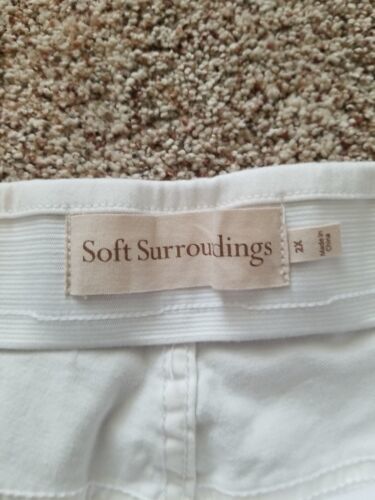 Soft Surroudings
2X
Made in
China